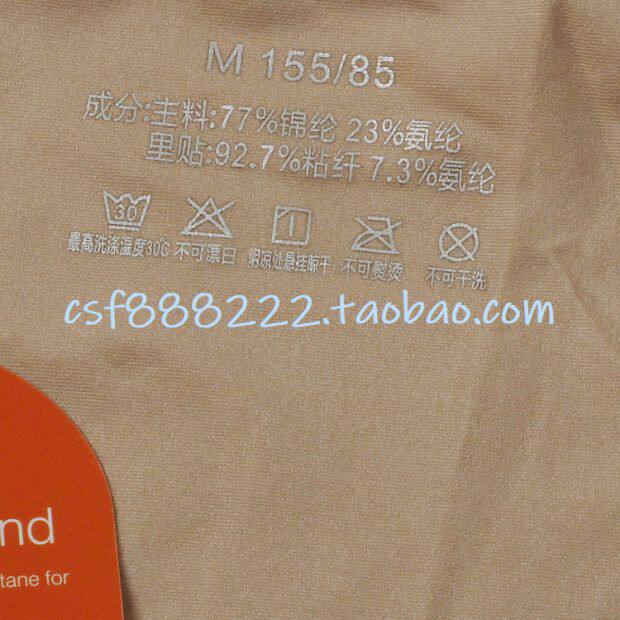 M 155/85
成分:主料:77%锦纶 23%氨纶
里贴:92.7%粘纤 7.3%氨纶
30
最高洗涤温度30℃ 不可漂白 阴凉处悬挂晾干 不可熨烫 不可干洗
csf888222.taobao.com
nd
tane for